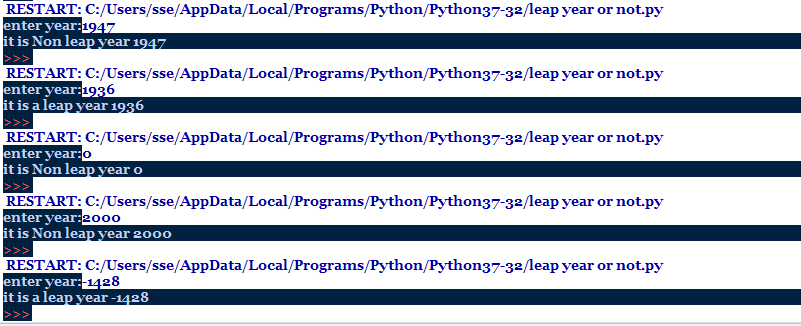 RESTART: C:/Users/sse/AppData/Local/Programs/Python/Python37-32/leap year or not.py
enter year:1947
it is Non leap year 1947
>>>
RESTART: C:/Users/sse/AppData/Local/Programs/Python/Python37-32/leap year or not.py
enter year:1936
it is a leap year 1936
>>>
RESTART: C:/Users/sse/AppData/Local/Programs/Python/Python37-32/leap year or not.py
enter year:0
it is Non leap year 0
>>>
RESTART: C:/Users/sse/AppData/Local/Programs/Python/Python37-32/leap year or not.py
enter year:2000
it is Non leap year 2000
>>>
RESTART: C:/Users/sse/AppData/Local/Programs/Python/Python37-32/leap year or not.py
enter year:-1428
it is a leap year -1428
>>>